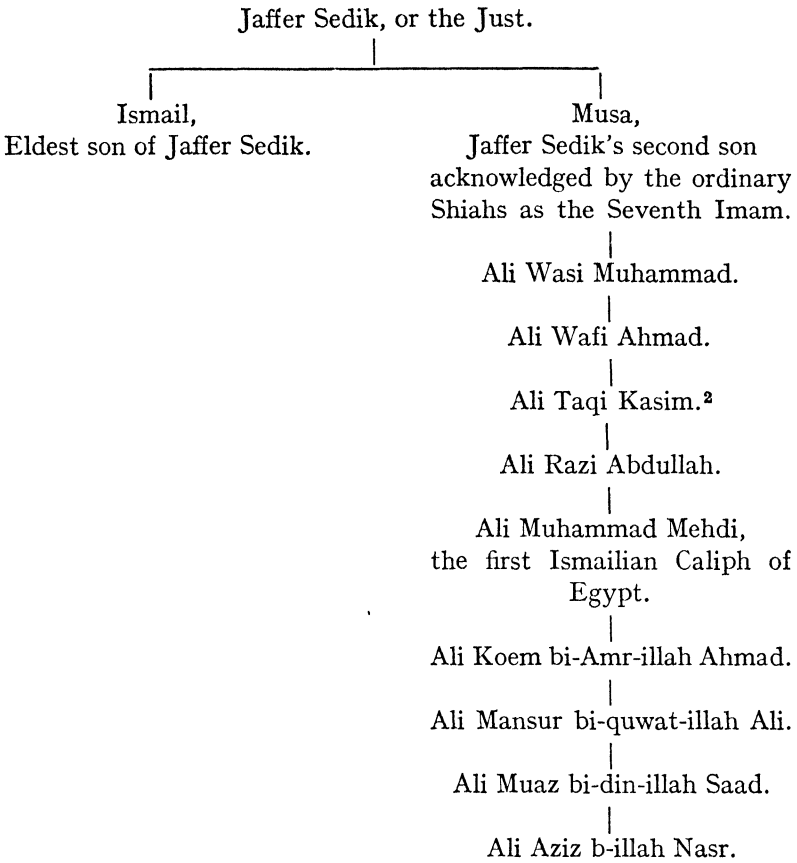 Jaffer Sedik, or the Just.
Ismail,
Eldest son of Jaffer Sedik.
Musa,
Jaffer Sedik's second son
acknowledged by the ordinary
Shiahs as the Seventh Imam.
Ali Wasi Muhammad.
Ali Wafi Ahmad.
Ali Taqi Kasim.²
Ali Razi Abdullah.
Ali Muhammad Mehdi,
the first Ismailian Caliph of
Egypt.
Ali Koem bi-Amr-illah Ahmad.
Ali Mansur bi-quwat-illah Ali.
Ali Muaz bi-din-illah Saad.
Ali Aziz b-illah Nasr.